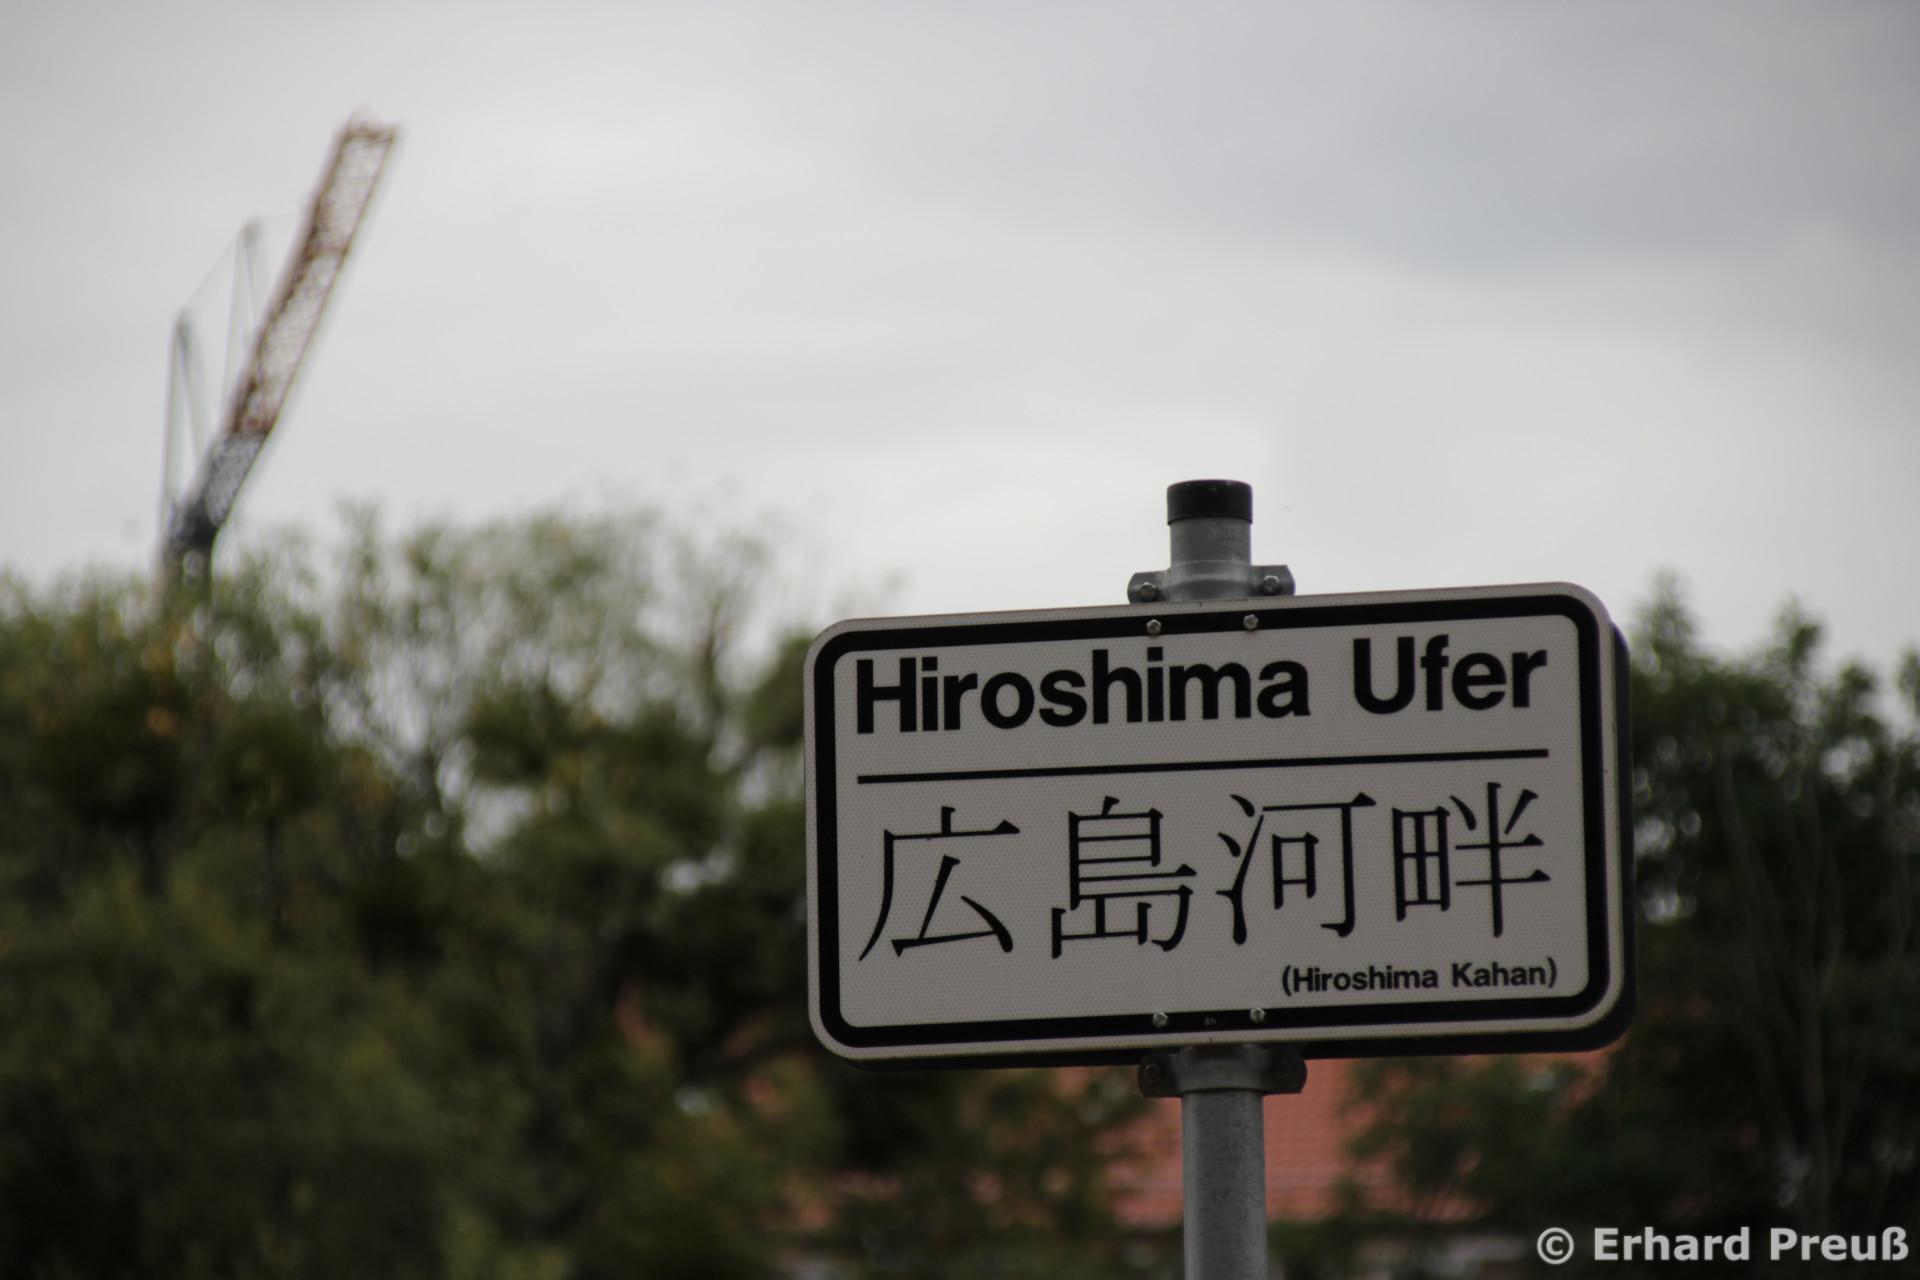 Hiroshima Ufer
広島河畔
(Hiroshima Kahan)
© Erhard Preuß